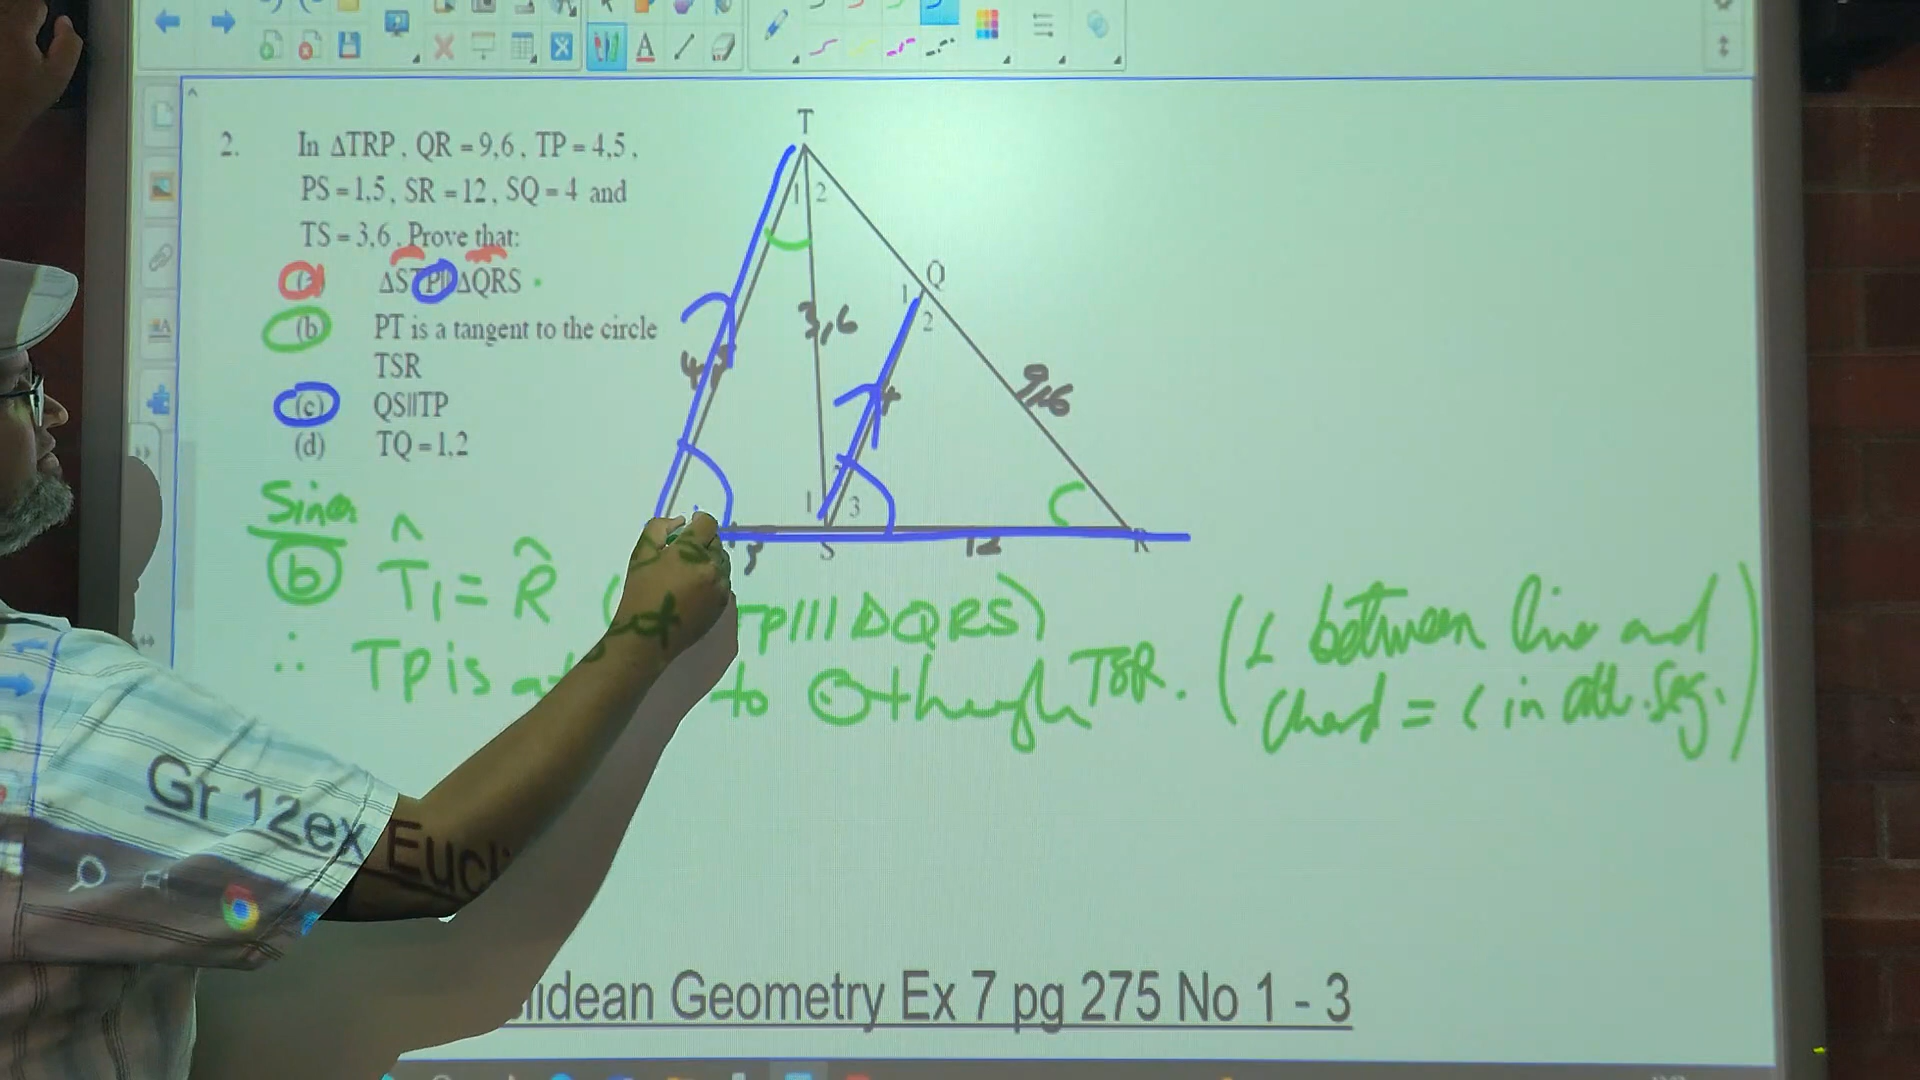 2. In ΔTRP, QR = 9,6, TP = 4,5,
PS = 1,5, SR = 12, SQ = 4 and
TS = 3,6. Prove that:
ΔSTP|| ΔQRS
(b) PT is a tangent to the circle
TSR
(c) QS||TP
(d) TQ = 1,2
T
1 2
Q
1
2
3,6
9,6
4
1 3
S
R
12
Since
b T̂1 = R̂ ( TP///ΔQRS)
∴ TP is a to ⊙ through TSR. (∠ between line and
chord = ∠ in alt. seg.)
Gr 12ex Eucl
lidean Geometry Ex 7 pg 275 No 1 - 3